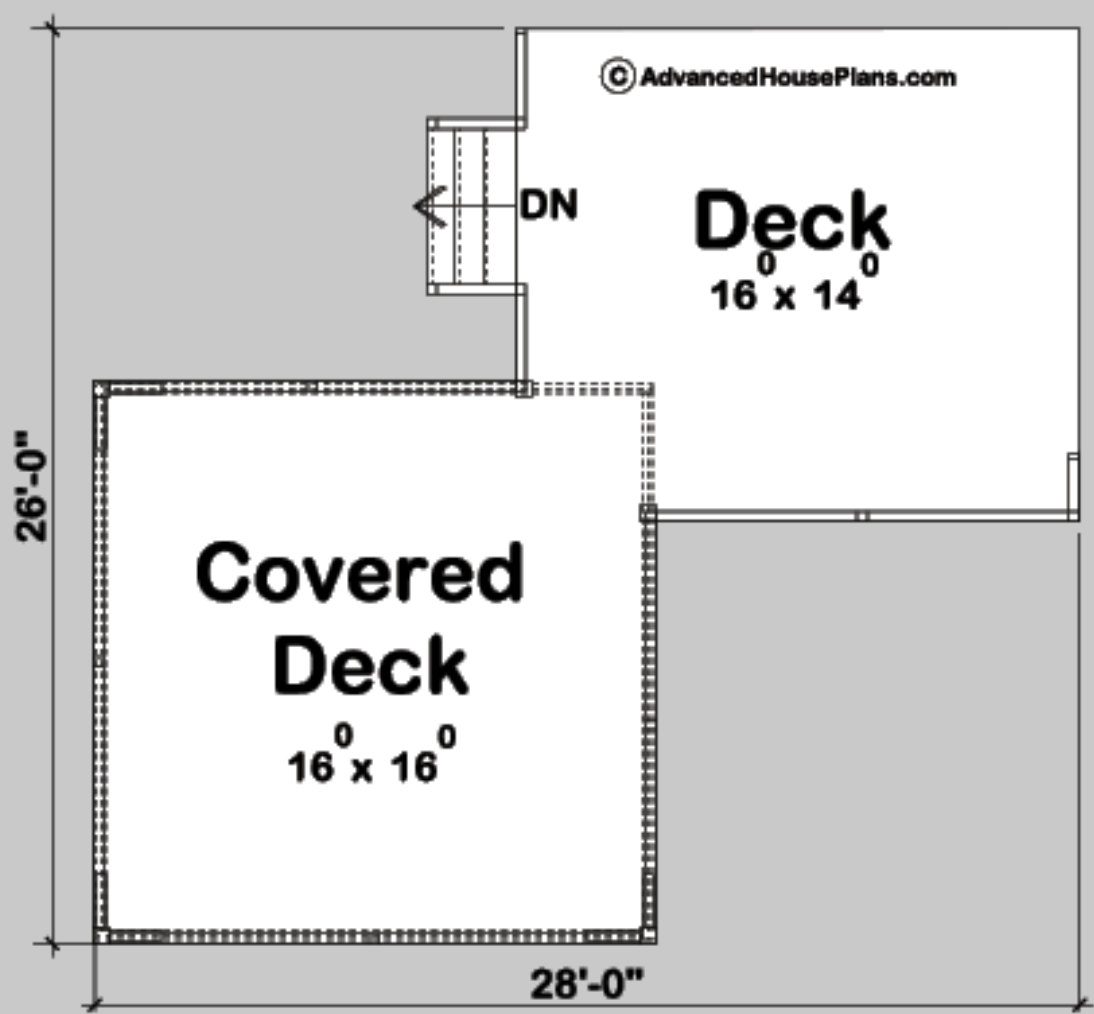 © AdvancedHousePlans.com
DN
Deck
16⁰ x 14⁰
26'-0"
Covered
Deck
16⁰ x 16⁰
28'-0"